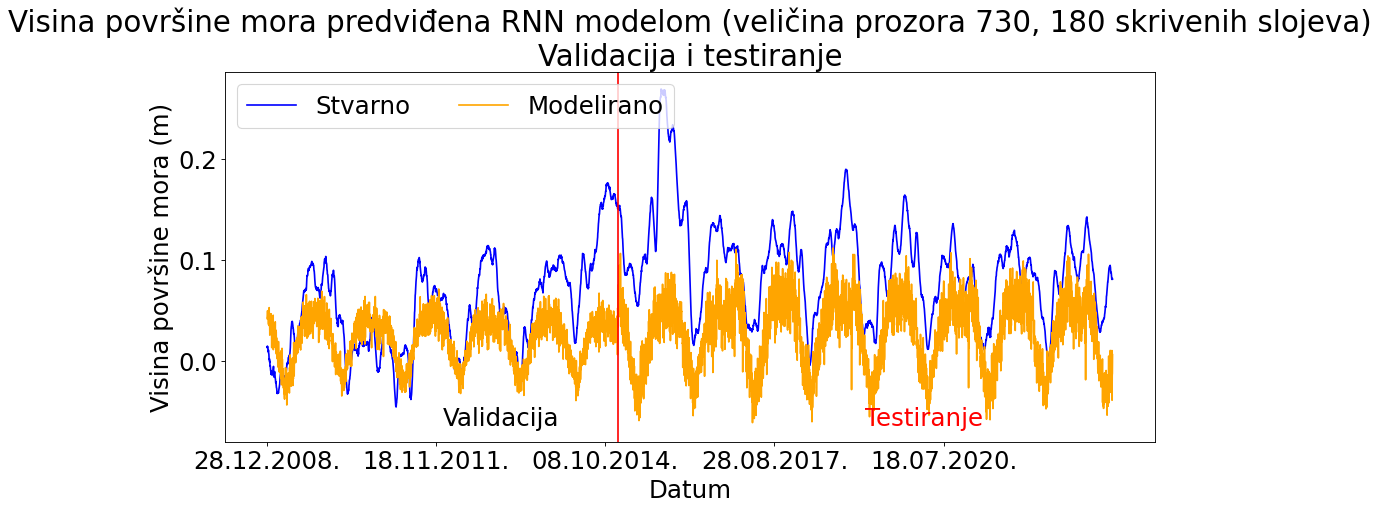 Visina površine mora predviđena RNN modelom (veličina prozora 730, 180 skrivenih slojeva)
Validacija i testiranje
Stvarno
Modelirano
Visina površine mora (m)
0.2
0.1
0.0
Validacija
Testiranje
28.12.2008.
18.11.2011.
08.10.2014.
28.08.2017.
18.07.2020.
Datum